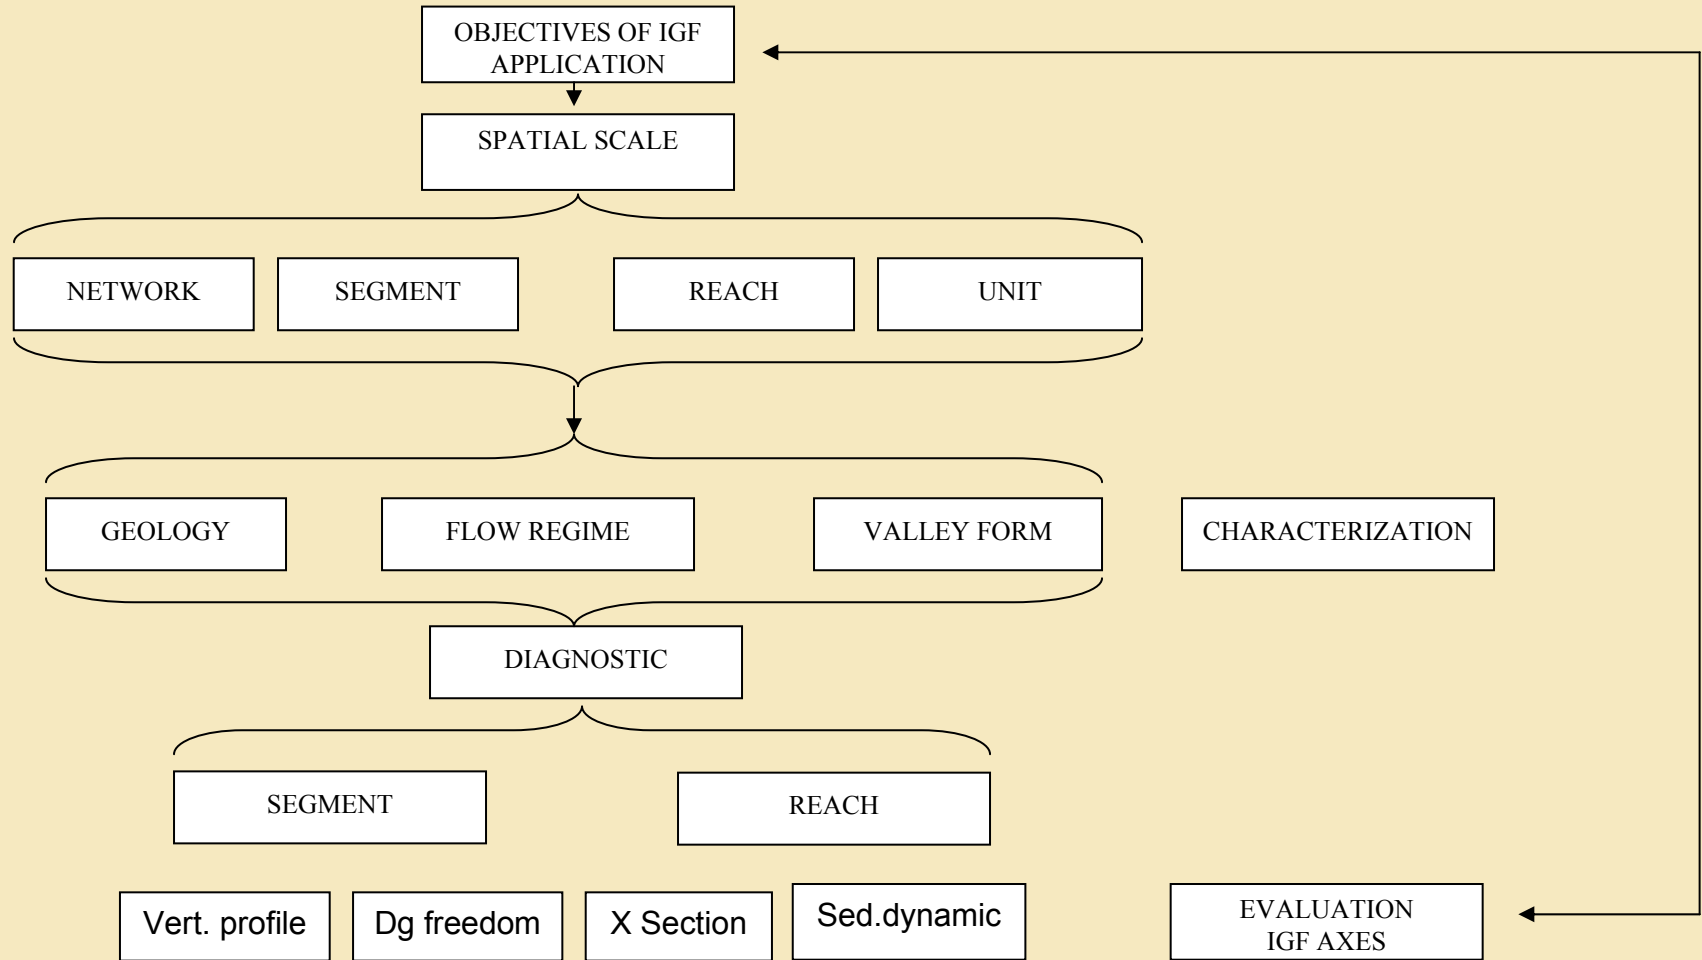 OBJECTIVES OF IGF
APPLICATION
SPATIAL SCALE
NETWORK
SEGMENT
REACH
UNIT
GEOLOGY
FLOW REGIME
VALLEY FORM
CHARACTERIZATION
DIAGNOSTIC
SEGMENT
REACH
Vert. profile
Dg freedom
X Section
Sed.dynamic
EVALUATION
IGF AXES